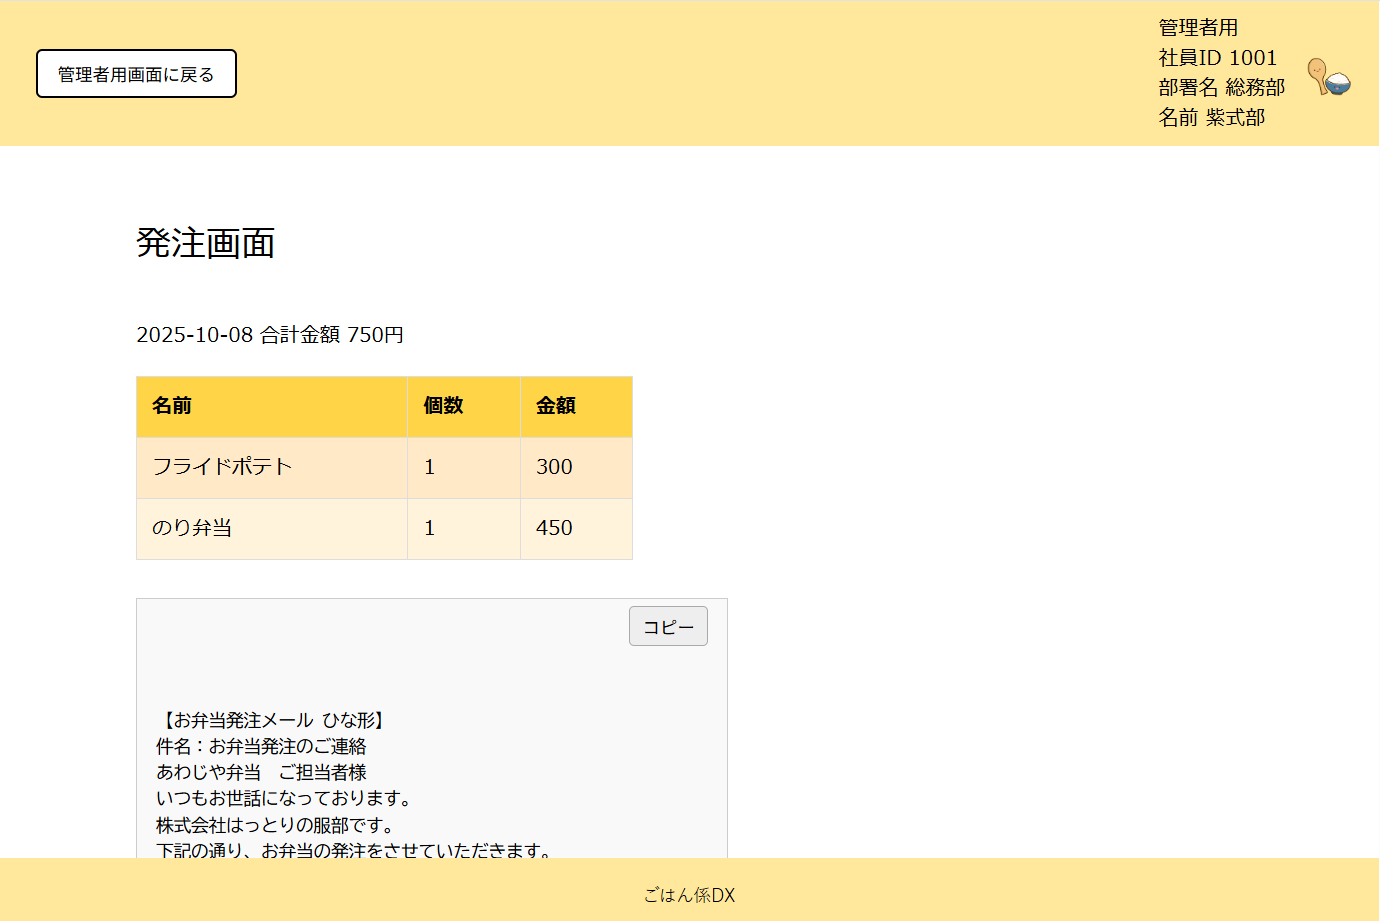 管理者用画面に戻る
管理者用
社員ID 1001
部署名 総務部
名前 紫式部
発注画面
2025-10-08 合計金額 750円
名前 個数 金額
フライドポテト 1 300
のり弁当 1 450
コピー
【お弁当発注メール ひな形】
件名：お弁当発注のご連絡
あわじや弁当　ご担当者様
いつもお世話になっております。
株式会社はっとりの服部です。
下記の通り、お弁当の発注をさせていただきます。
ごはん係DX